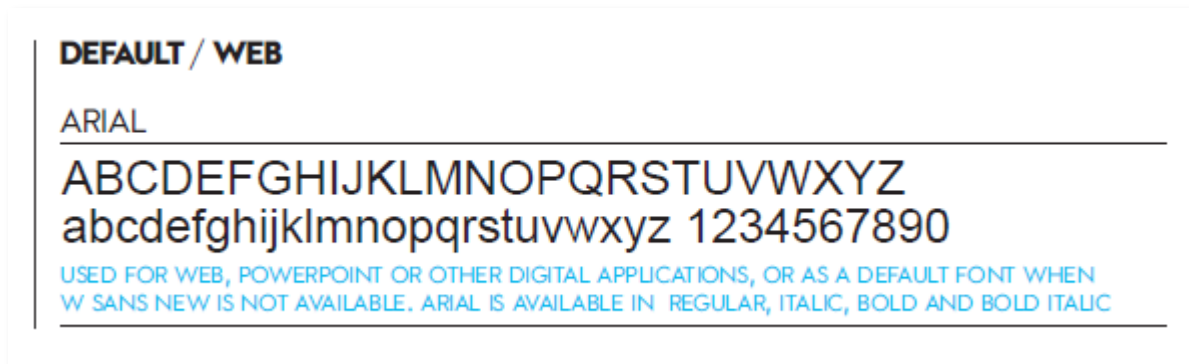 DEFAULT / WEB
ARIAL
ABCDEFGHIJKLMNOPQRSTUVWXYZ
abcdefghijklmnopqrstuvwxyz 1234567890
USED FOR WEB, POWERPOINT OR OTHER DIGITAL APPLICATIONS, OR AS A DEFAULT FONT WHEN
W SANS NEW IS NOT AVAILABLE. ARIAL IS AVAILABLE IN REGULAR, ITALIC, BOLD AND BOLD ITALIC